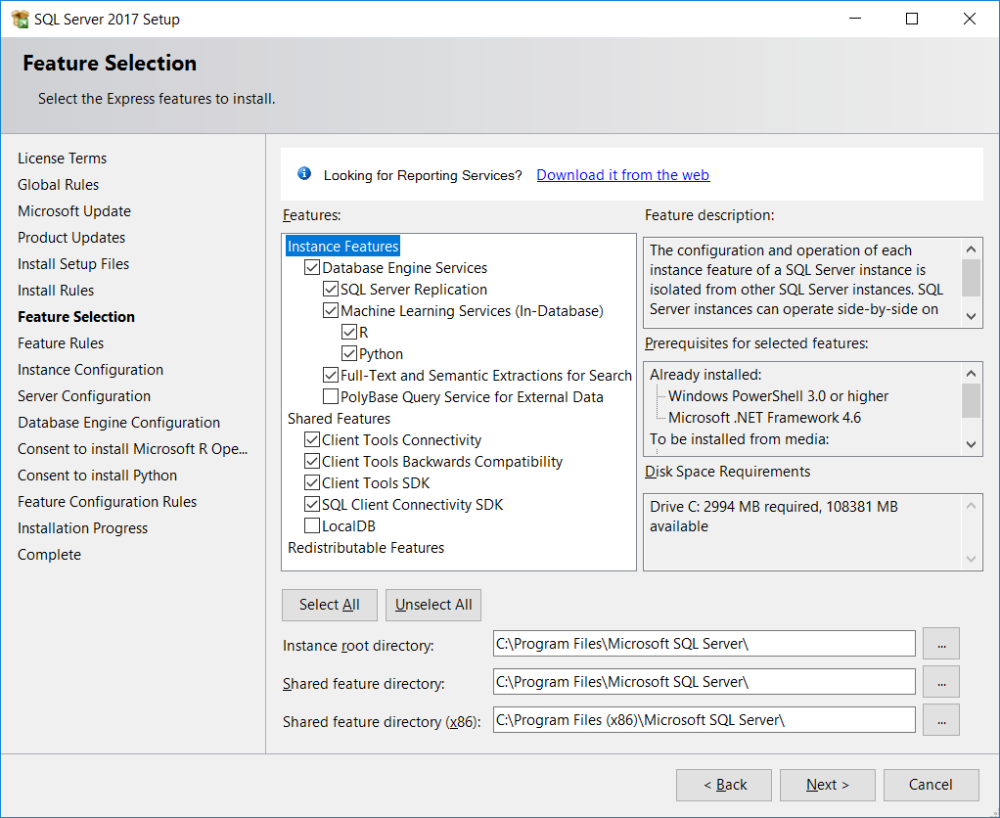 SQL Server 2017 Setup
Feature Selection
Select the Express features to install.
License Terms
Global Rules
Microsoft Update
Product Updates
Install Setup Files
Install Rules
Feature Selection
Feature Rules
Instance Configuration
Server Configuration
Database Engine Configuration
Consent to install Microsoft R Ope...
Consent to install Python
Feature Configuration Rules
Installation Progress
Complete
Looking for Reporting Services? Download it from the web
Features:
Instance Features
Database Engine Services
SQL Server Replication
Machine Learning Services (In-Database)
R
Python
Full-Text and Semantic Extractions for Search
PolyBase Query Service for External Data
Shared Features
Client Tools Connectivity
Client Tools Backwards Compatibility
Client Tools SDK
SQL Client Connectivity SDK
LocalDB
Redistributable Features
Feature description:
The configuration and operation of each
instance feature of a SQL Server instance is
isolated from other SQL Server instances. SQL
Server instances can operate side-by-side on
Prerequisites for selected features:
Already installed:
Windows PowerShell 3.0 or higher
Microsoft .NET Framework 4.6
To be installed from media:
Disk Space Requirements
Drive C: 2994 MB required, 108381 MB
available
Select All Unselect All
Instance root directory: C:\Program Files\Microsoft SQL Server\ ...
Shared feature directory: C:\Program Files\Microsoft SQL Server\ ...
Shared feature directory (x86): C:\Program Files (x86)\Microsoft SQL Server\ ...
< Back Next > Cancel